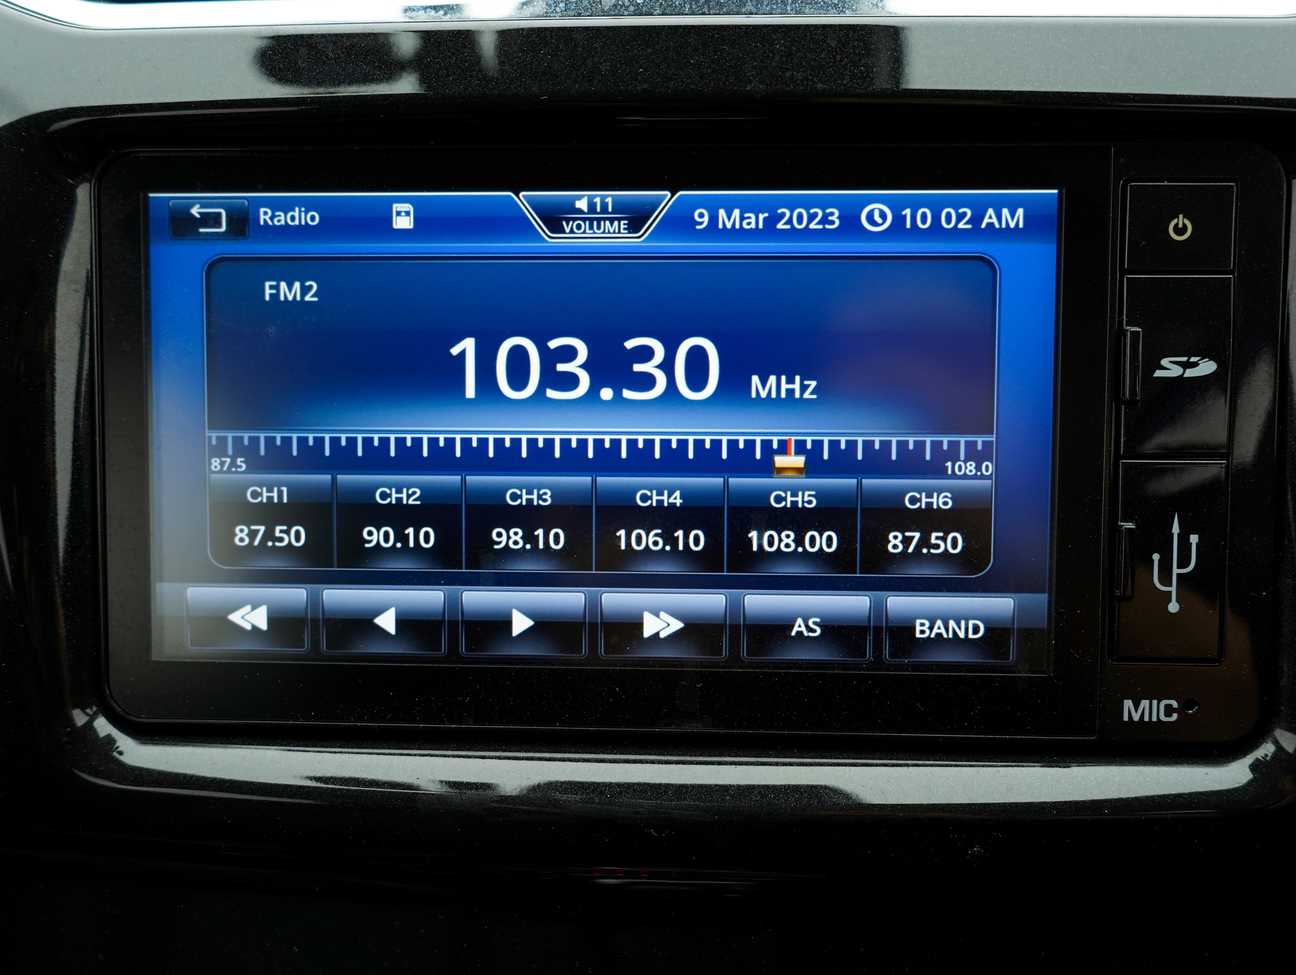 Radio
11
VOLUME
9 Mar 2023
10 02 AM
FM2
103.30 MHz
87.5
108.0
CH1 CH2 CH3 CH4 CH5 CH6
87.50 90.10 98.10 106.10 108.00 87.50
AS BAND
SD
MIC